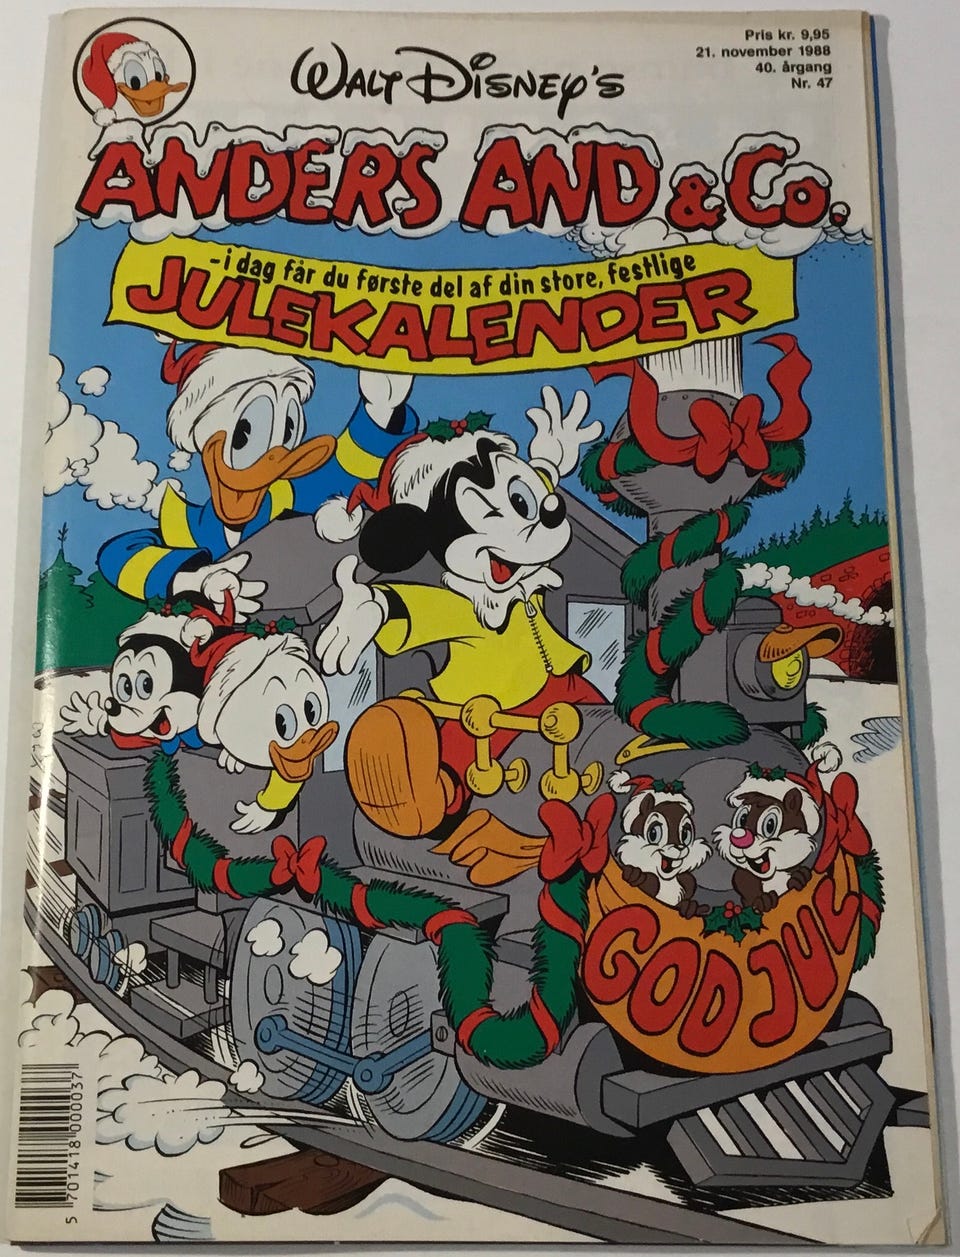 Pris kr. 9,95
21. november 1988
40. årgang
Nr. 47
WALT DISNEY'S
ANDERS AND & Co.
- i dag får du første del af din store, festlige
JULEKALENDER
GOD JUL
5 701418 000037